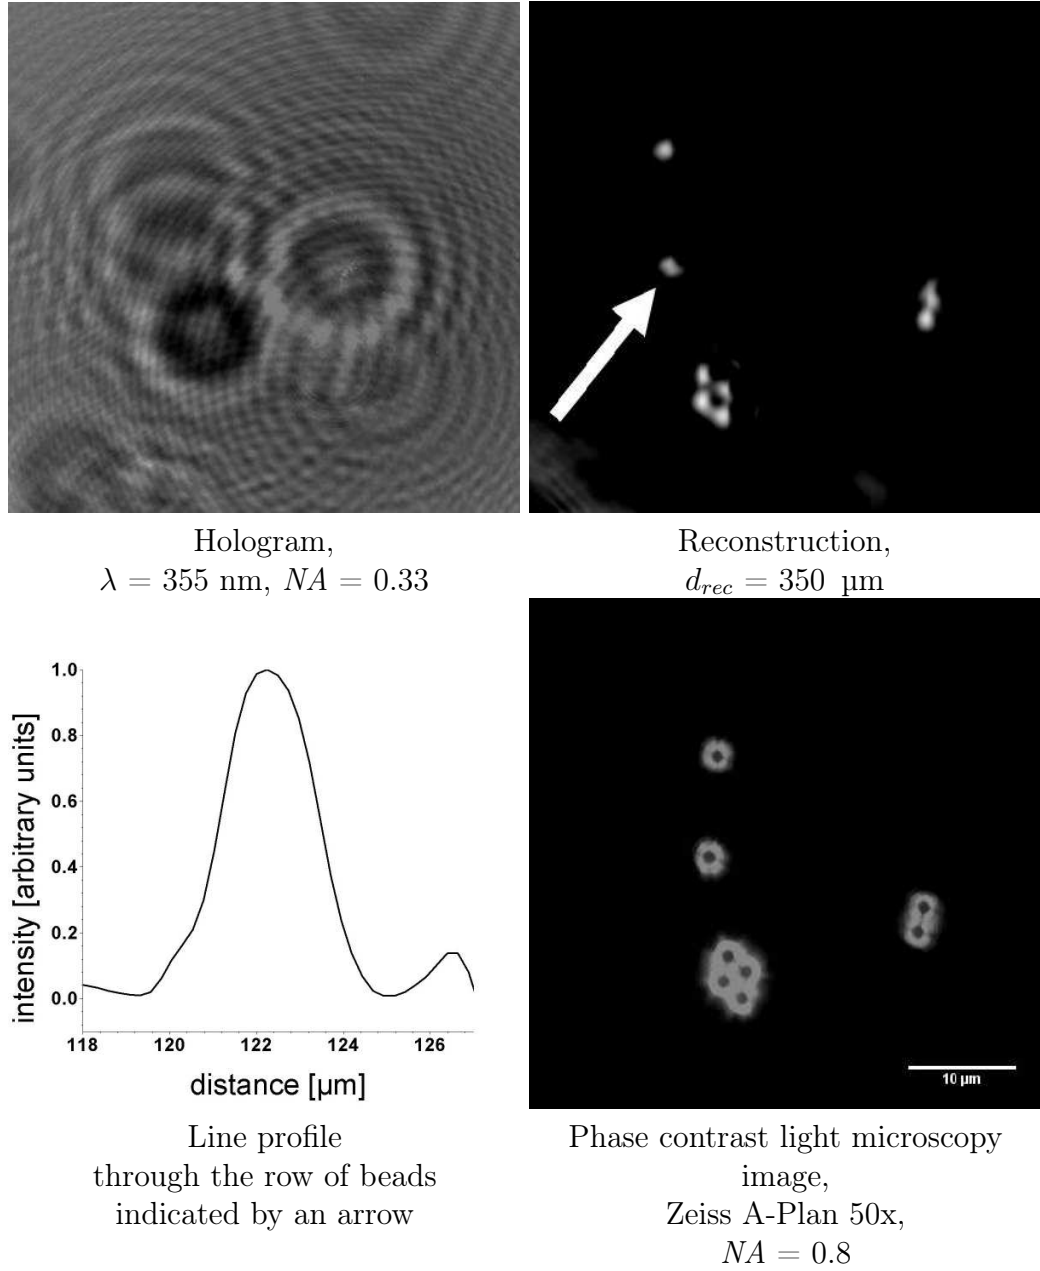 Hologram,
λ = 355 nm, NA = 0.33
Reconstruction,
d_rec = 350 µm
1.0
0.8
0.6
0.4
0.2
0.0
intensity [arbitrary units]
118 120 122 124 126
distance [µm]
10 µm
Line profile
through the row of beads
indicated by an arrow
Phase contrast light microscopy
image,
Zeiss A-Plan 50x,
NA = 0.8